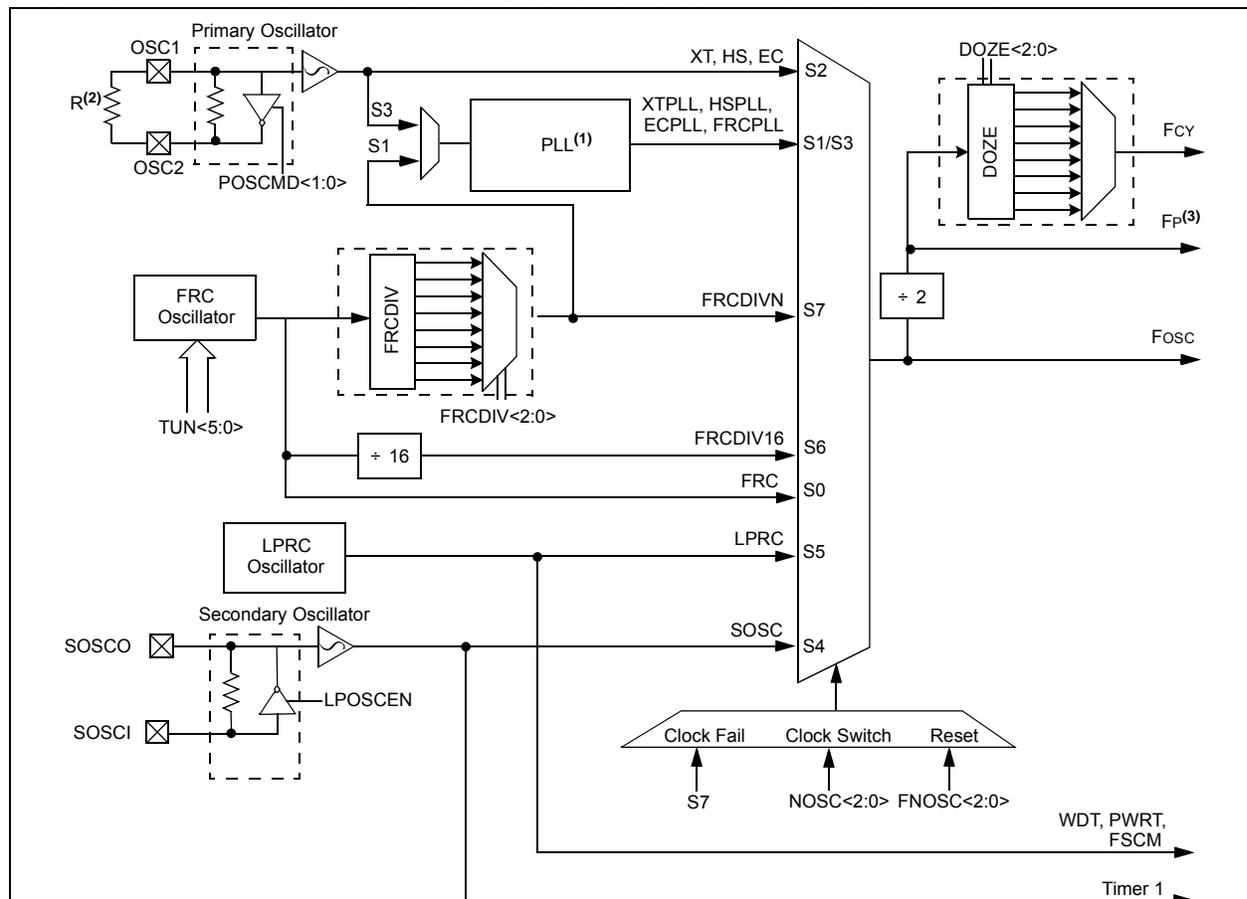 Primary Oscillator
OSC1
R(2)
OSC2
POSCMD<1:0>
S3
S1
PLL(1)
XT, HS, EC
S2
XTPLL, HSPLL,
ECPLL, FRCPLL
S1/S3
DOZE<2:0>
DOZE
FCY
FP(3)
÷ 2
FOSC
FRC
Oscillator
TUN<5:0>
FRCDIV
FRCDIV<2:0>
FRCDIVN
S7
÷ 16
FRCDIV16
S6
FRC
S0
LPRC
Oscillator
LPRC
S5
Secondary Oscillator
SOSCO
SOSCI
LPOSCEN
SOSC
S4
Clock Fail
Clock Switch
Reset
S7
NOSC<2:0>
FNOSC<2:0>
WDT, PWRT,
FSCM
Timer 1